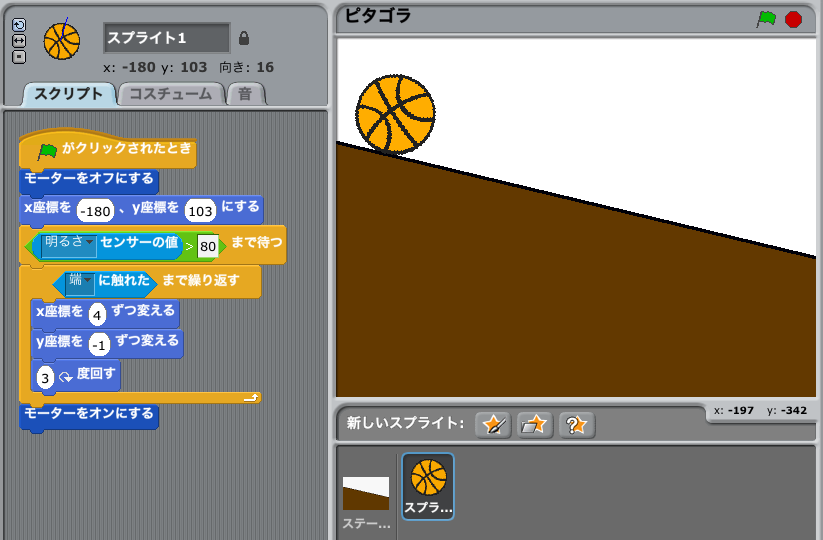 スプライト1
x: -180 y: 103 向き: 16
スクリプト コスチューム 音
がクリックされたとき
モーターをオフにする
x座標を -180 、y座標を 103 にする
明るさ センサーの値 > 80 まで待つ
端 に触れた まで繰り返す
x座標を 4 ずつ変える
y座標を -1 ずつ変える
3 度回す
モーターをオンにする
ピタゴラ
x: -197 y: -342
新しいスプライト:
ステー...
スプラ...